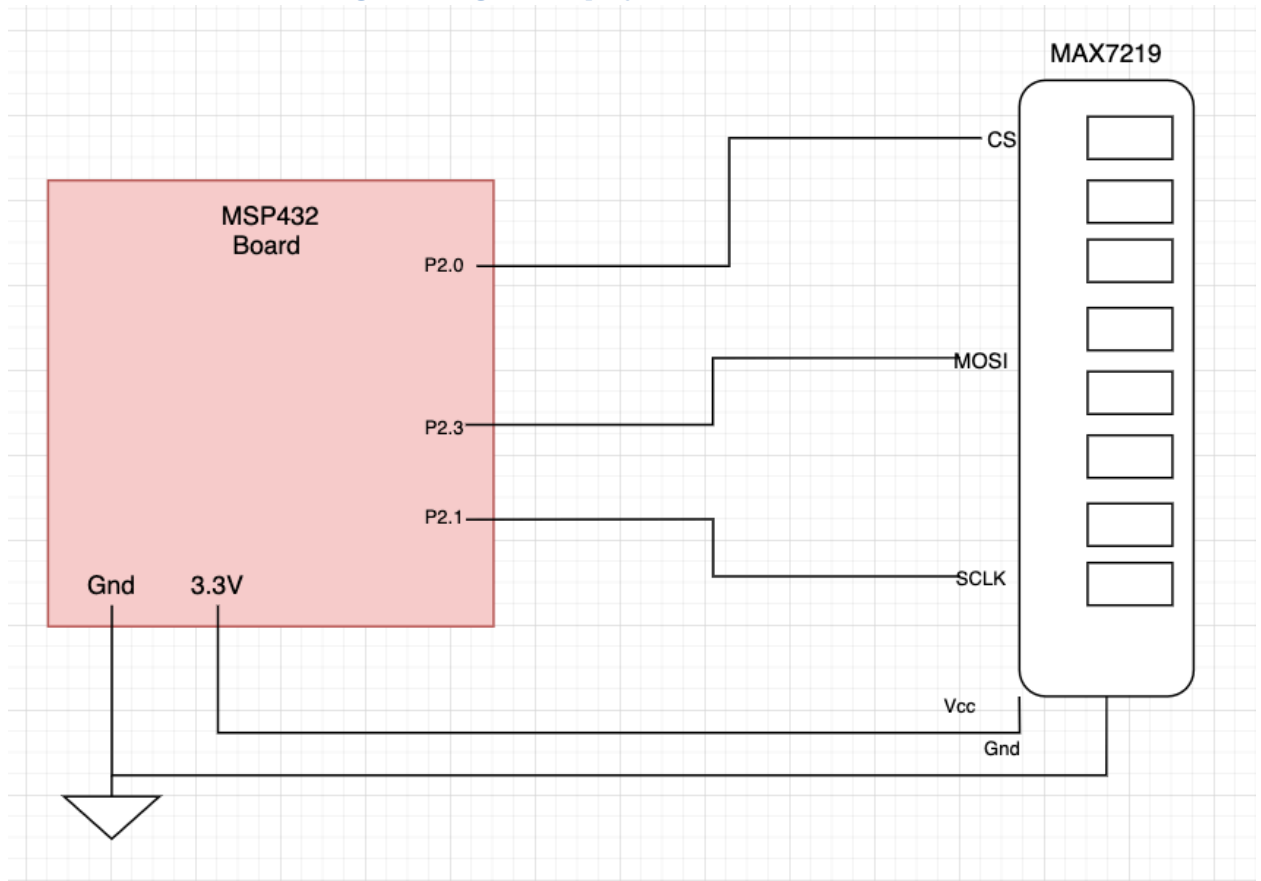 MAX7219
CS
MSP432
Board
P2.0
MOSI
P2.3
P2.1
SCLK
Gnd
3.3V
Vcc
Gnd